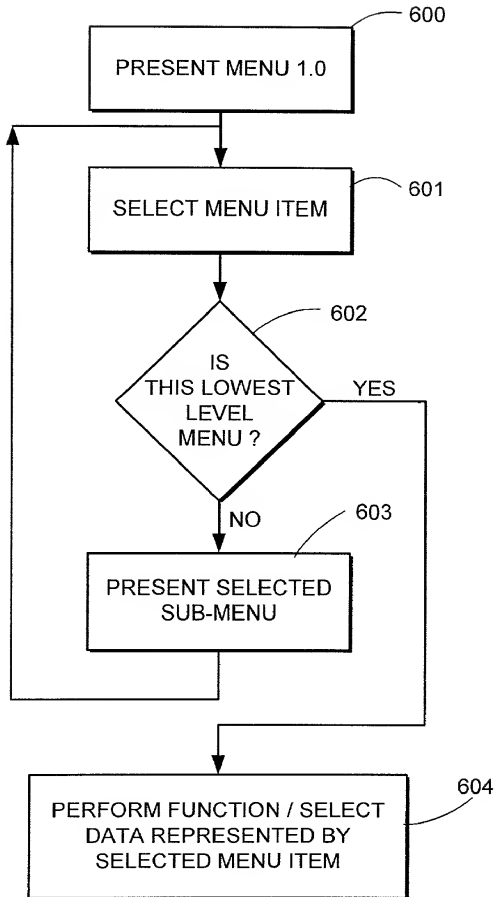 600
PRESENT MENU 1.0
601
SELECT MENU ITEM
602
IS
THIS LOWEST
LEVEL
MENU ?
YES
NO
603
PRESENT SELECTED
SUB-MENU
604
PERFORM FUNCTION / SELECT
DATA REPRESENTED BY
SELECTED MENU ITEM